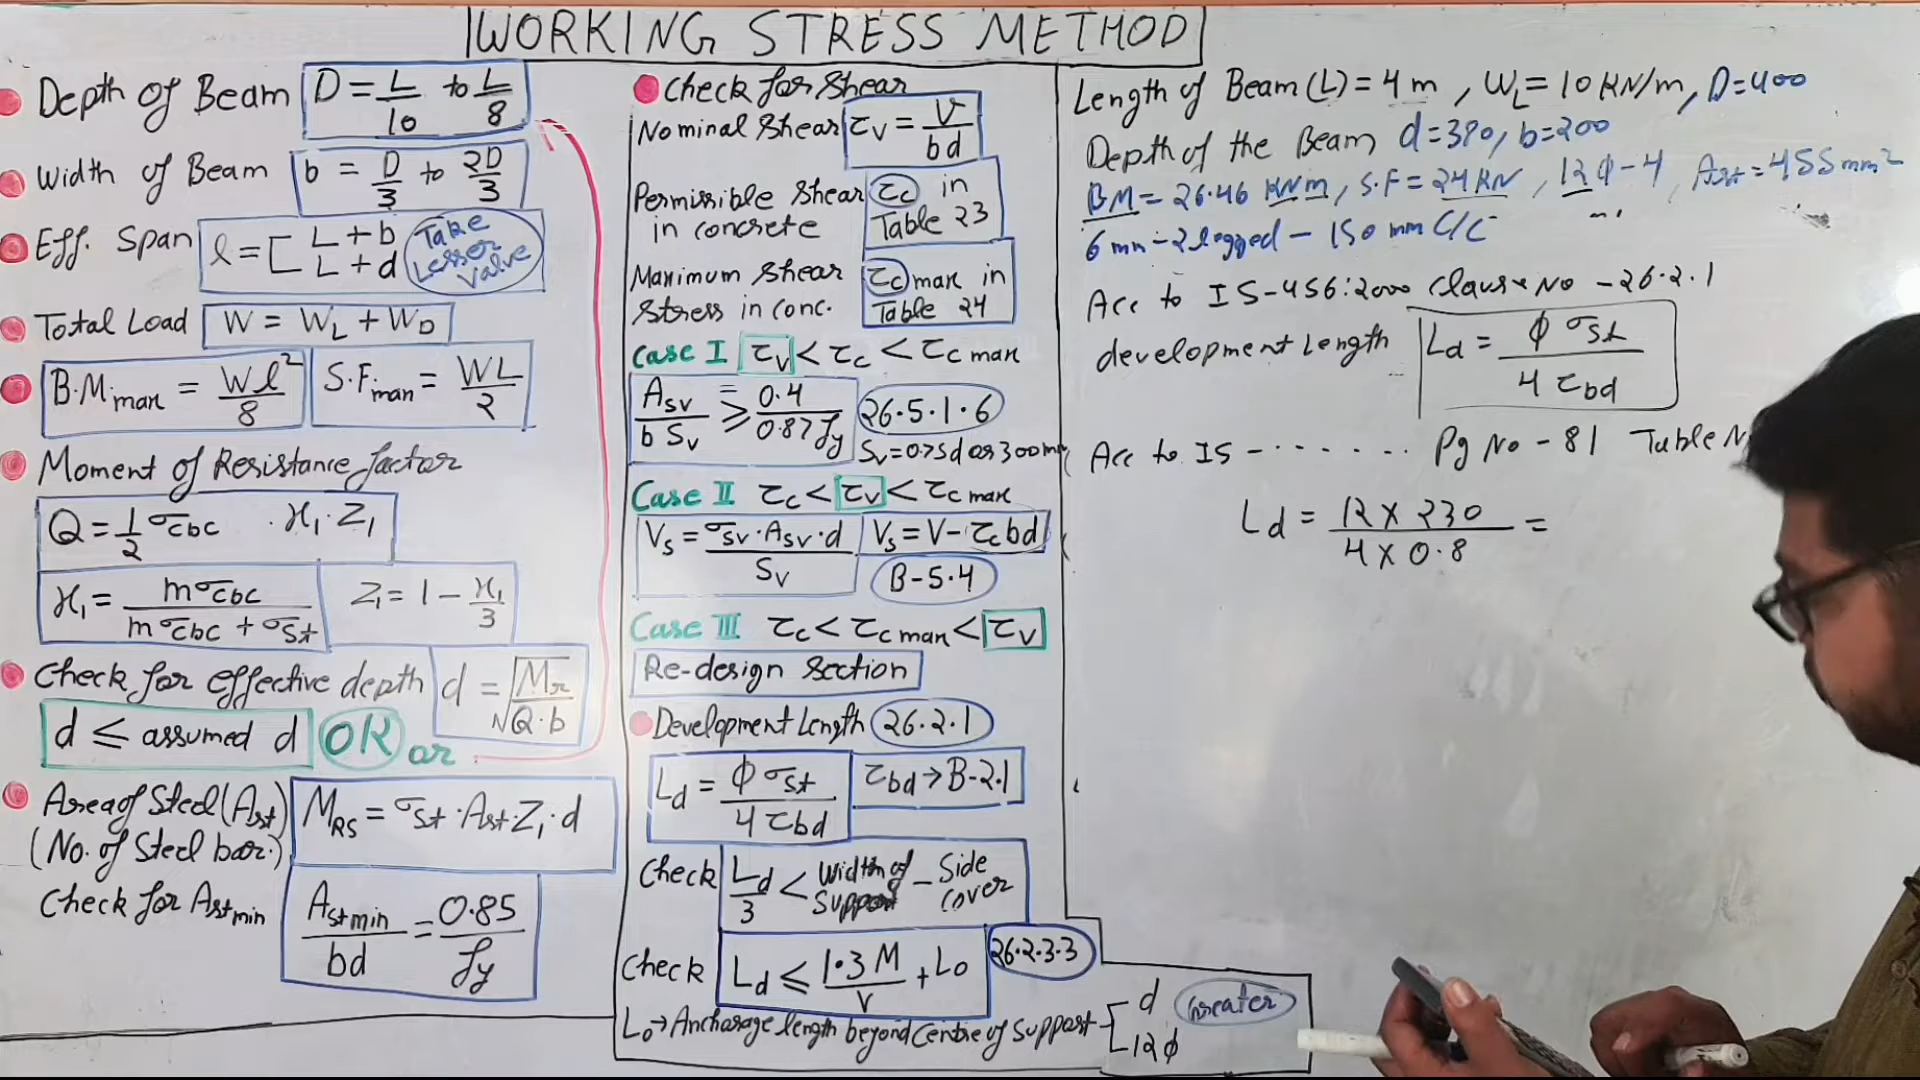 WORKING STRESS METHOD
Depth of Beam D = L/10 to L/8
Width of Beam b = D/3 to 2D/3
Eff. Span l = [ L + b
L + d
Take Lesser Value
Total Load W = WL + WD
B.M.max = Wl²/8 S.F.max = WL/2
Moment of Resistance factor
Q = 1/2 σcbc . x1 . Z1
x1 = mσcbc/(mσcbc + σst) Z1 = 1 - x1/3
Check for effective depth d = √(Mr/(Q.b))
d ≤ assumed d OK or
Area of Steel (Ast) MRS = σst . Ast . Z1 . d
(No. of Steel bar.)
Check for Astmin Astmin/bd = 0.85/fy
Check for Shear
Nominal Shear τv = V/bd
Permissible Shear in concrete τc in Table 23
Maximum Shear Stress in conc. τc max in Table 24
Case I τv < τc < τc max
Asv/(b Sv) ≥ 0.4/(0.87 fy) 26.5.1.6
Sv = 0.75d or 300mm
Case II τc < τv < τc max
Vs = σsv . Asv . d/Sv Vs = V - τc bd
B-5.4
Case III τc < τc max < τv
Re-design section
Development Length 26.2.1
Ld = Φ σst/4 τbd τbd → B-2.1
Check Ld/3 < Width of Support - Side cover
Check Ld ≤ 1.3 M/V + Lo 26.2.3.3
Lo → Ancharage length beyond Centre of support [ d
12ϕ
Greater
Length of Beam (L) = 4 m , WL = 10 KN/m, D=400
Depth of the Beam d=370, b=200
BM = 26.46 KNm, S.F = 24 KN , 12ϕ-4 , Ast = 455mm²
6 mm - 2 legged - 150 mm C/C
Acc to IS-456:2000 Clause No - 26.2.1
development Length Ld = ϕ σst/4 τbd
Acc to IS - . . . . . . . Pg No - 81 Table
Ld = 12 X 230/4 X 0.8 =